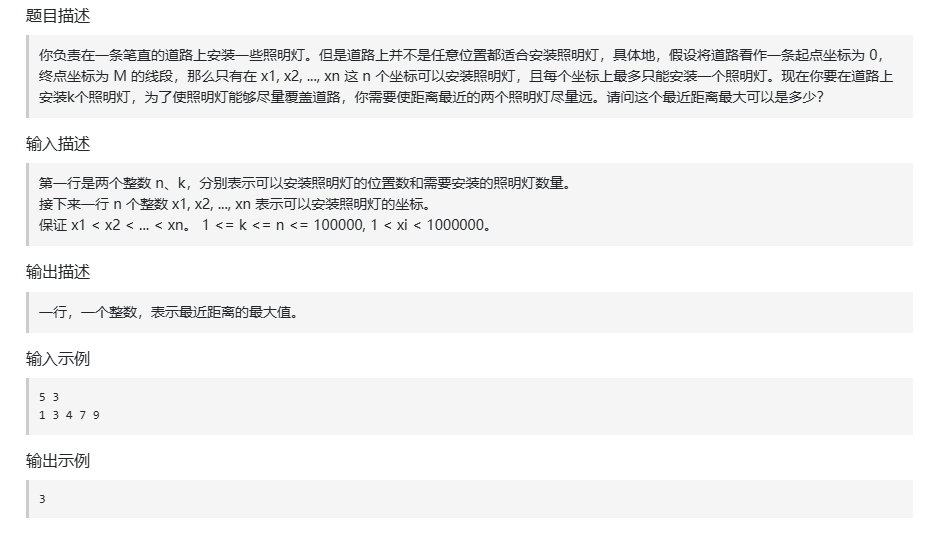 题目描述
你负责在一条笔直的道路上安装一些照明灯。但是道路上并不是任意位置都适合安装照明灯，具体地，假设将道路看作一条起点坐标为 0，
终点坐标为 M 的线段，那么只有在 x1, x2, ..., xn 这 n 个坐标可以安装照明灯，且每个坐标上最多只能安装一个照明灯。现在你要在道路上
安装k个照明灯，为了使照明灯能够尽量覆盖道路，你需要使距离最近的两个照明灯尽量远。请问这个最近距离最大可以是多少？
输入描述
第一行是两个整数 n、k，分别表示可以安装照明灯的位置数和需要安装的照明灯数量。
接下来一行 n 个整数 x1, x2, ..., xn 表示可以安装照明灯的坐标。
保证 x1 < x2 < ... < xn。 1 <= k <= n <= 100000, 1 < xi < 1000000。
输出描述
一行，一个整数，表示最近距离的最大值。
输入示例
5 3
1 3 4 7 9
输出示例
3